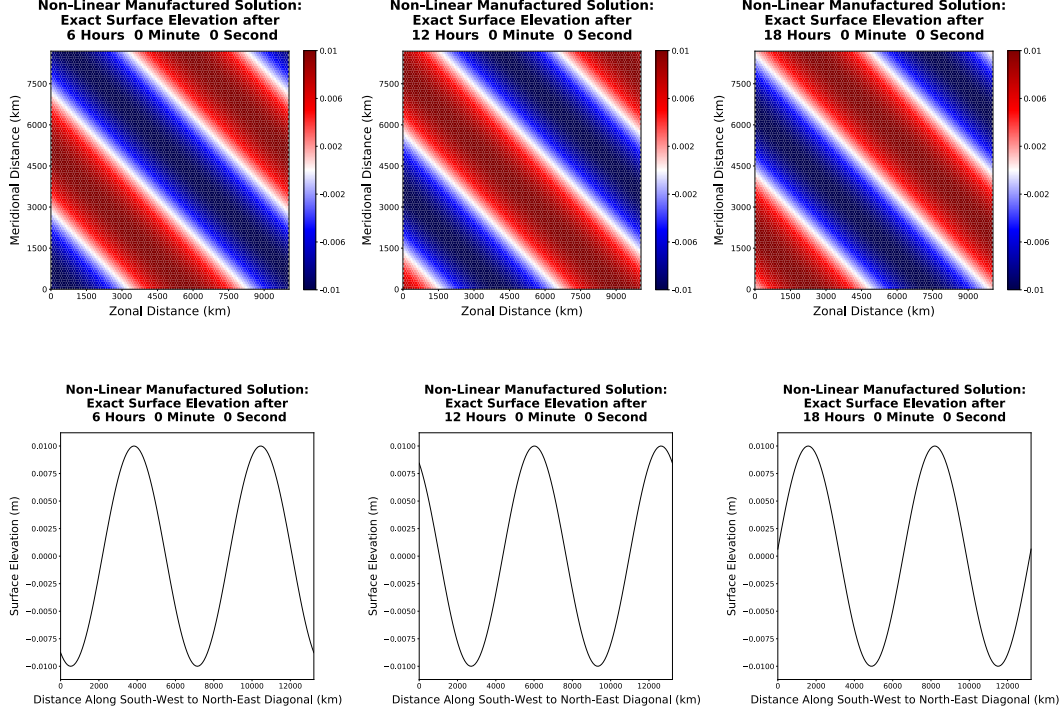 Non-Linear Manufactured Solution:
Exact Surface Elevation after
6 Hours 0 Minute 0 Second
Meridional Distance (km)
7500
6000
4500
3000
1500
0
0 1500 3000 4500 6000 7500 9000
Zonal Distance (km)
0.01
0.006
0.002
-0.002
-0.006
-0.01
Non-Linear Manufactured Solution:
Exact Surface Elevation after
12 Hours 0 Minute 0 Second
Meridional Distance (km)
7500
6000
4500
3000
1500
0
0 1500 3000 4500 6000 7500 9000
Zonal Distance (km)
0.01
0.006
0.002
-0.002
-0.006
-0.01
Non-Linear Manufactured Solution:
Exact Surface Elevation after
18 Hours 0 Minute 0 Second
Meridional Distance (km)
7500
6000
4500
3000
1500
0
0 1500 3000 4500 6000 7500 9000
Zonal Distance (km)
0.01
0.006
0.002
-0.002
-0.006
-0.01
Non-Linear Manufactured Solution:
Exact Surface Elevation after
6 Hours 0 Minute 0 Second
Surface Elevation (m)
0.0100
0.0075
0.0050
0.0025
0.0000
−0.0025
−0.0050
−0.0075
−0.0100
0 2000 4000 6000 8000 10000 12000
Distance Along South-West to North-East Diagonal (km)
Non-Linear Manufactured Solution:
Exact Surface Elevation after
12 Hours 0 Minute 0 Second
Surface Elevation (m)
0.0100
0.0075
0.0050
0.0025
0.0000
−0.0025
−0.0050
−0.0075
−0.0100
0 2000 4000 6000 8000 10000 12000
Distance Along South-West to North-East Diagonal (km)
Non-Linear Manufactured Solution:
Exact Surface Elevation after
18 Hours 0 Minute 0 Second
Surface Elevation (m)
0.0100
0.0075
0.0050
0.0025
0.0000
−0.0025
−0.0050
−0.0075
−0.0100
0 2000 4000 6000 8000 10000 12000
Distance Along South-West to North-East Diagonal (km)